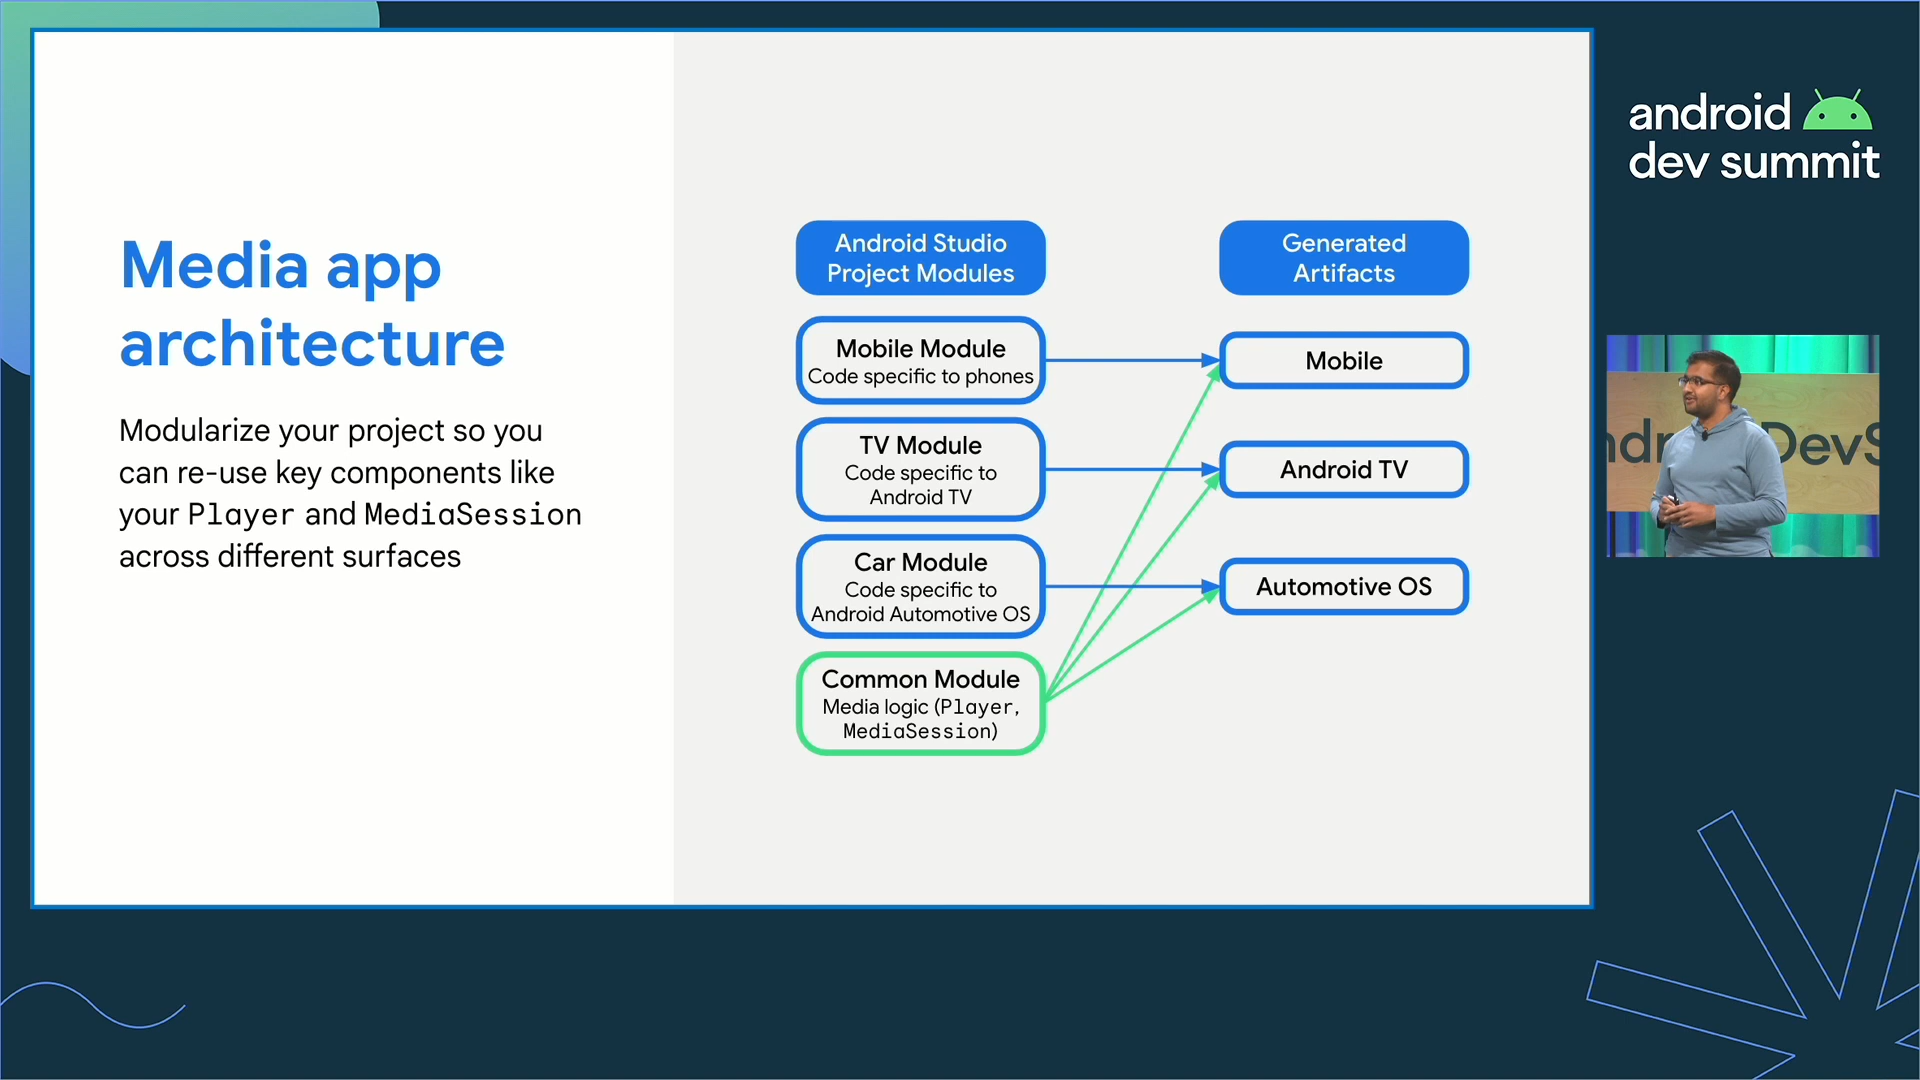 Media app
architecture
Modularize your project so you
can re-use key components like
your Player and MediaSession
across different surfaces
Android Studio
Project Modules
Generated
Artifacts
Mobile Module
Code specific to phones
Mobile
TV Module
Code specific to
Android TV
Android TV
Car Module
Code specific to
Android Automotive OS
Automotive OS
Common Module
Media logic (Player,
MediaSession)
android
dev summit
ndr DevS